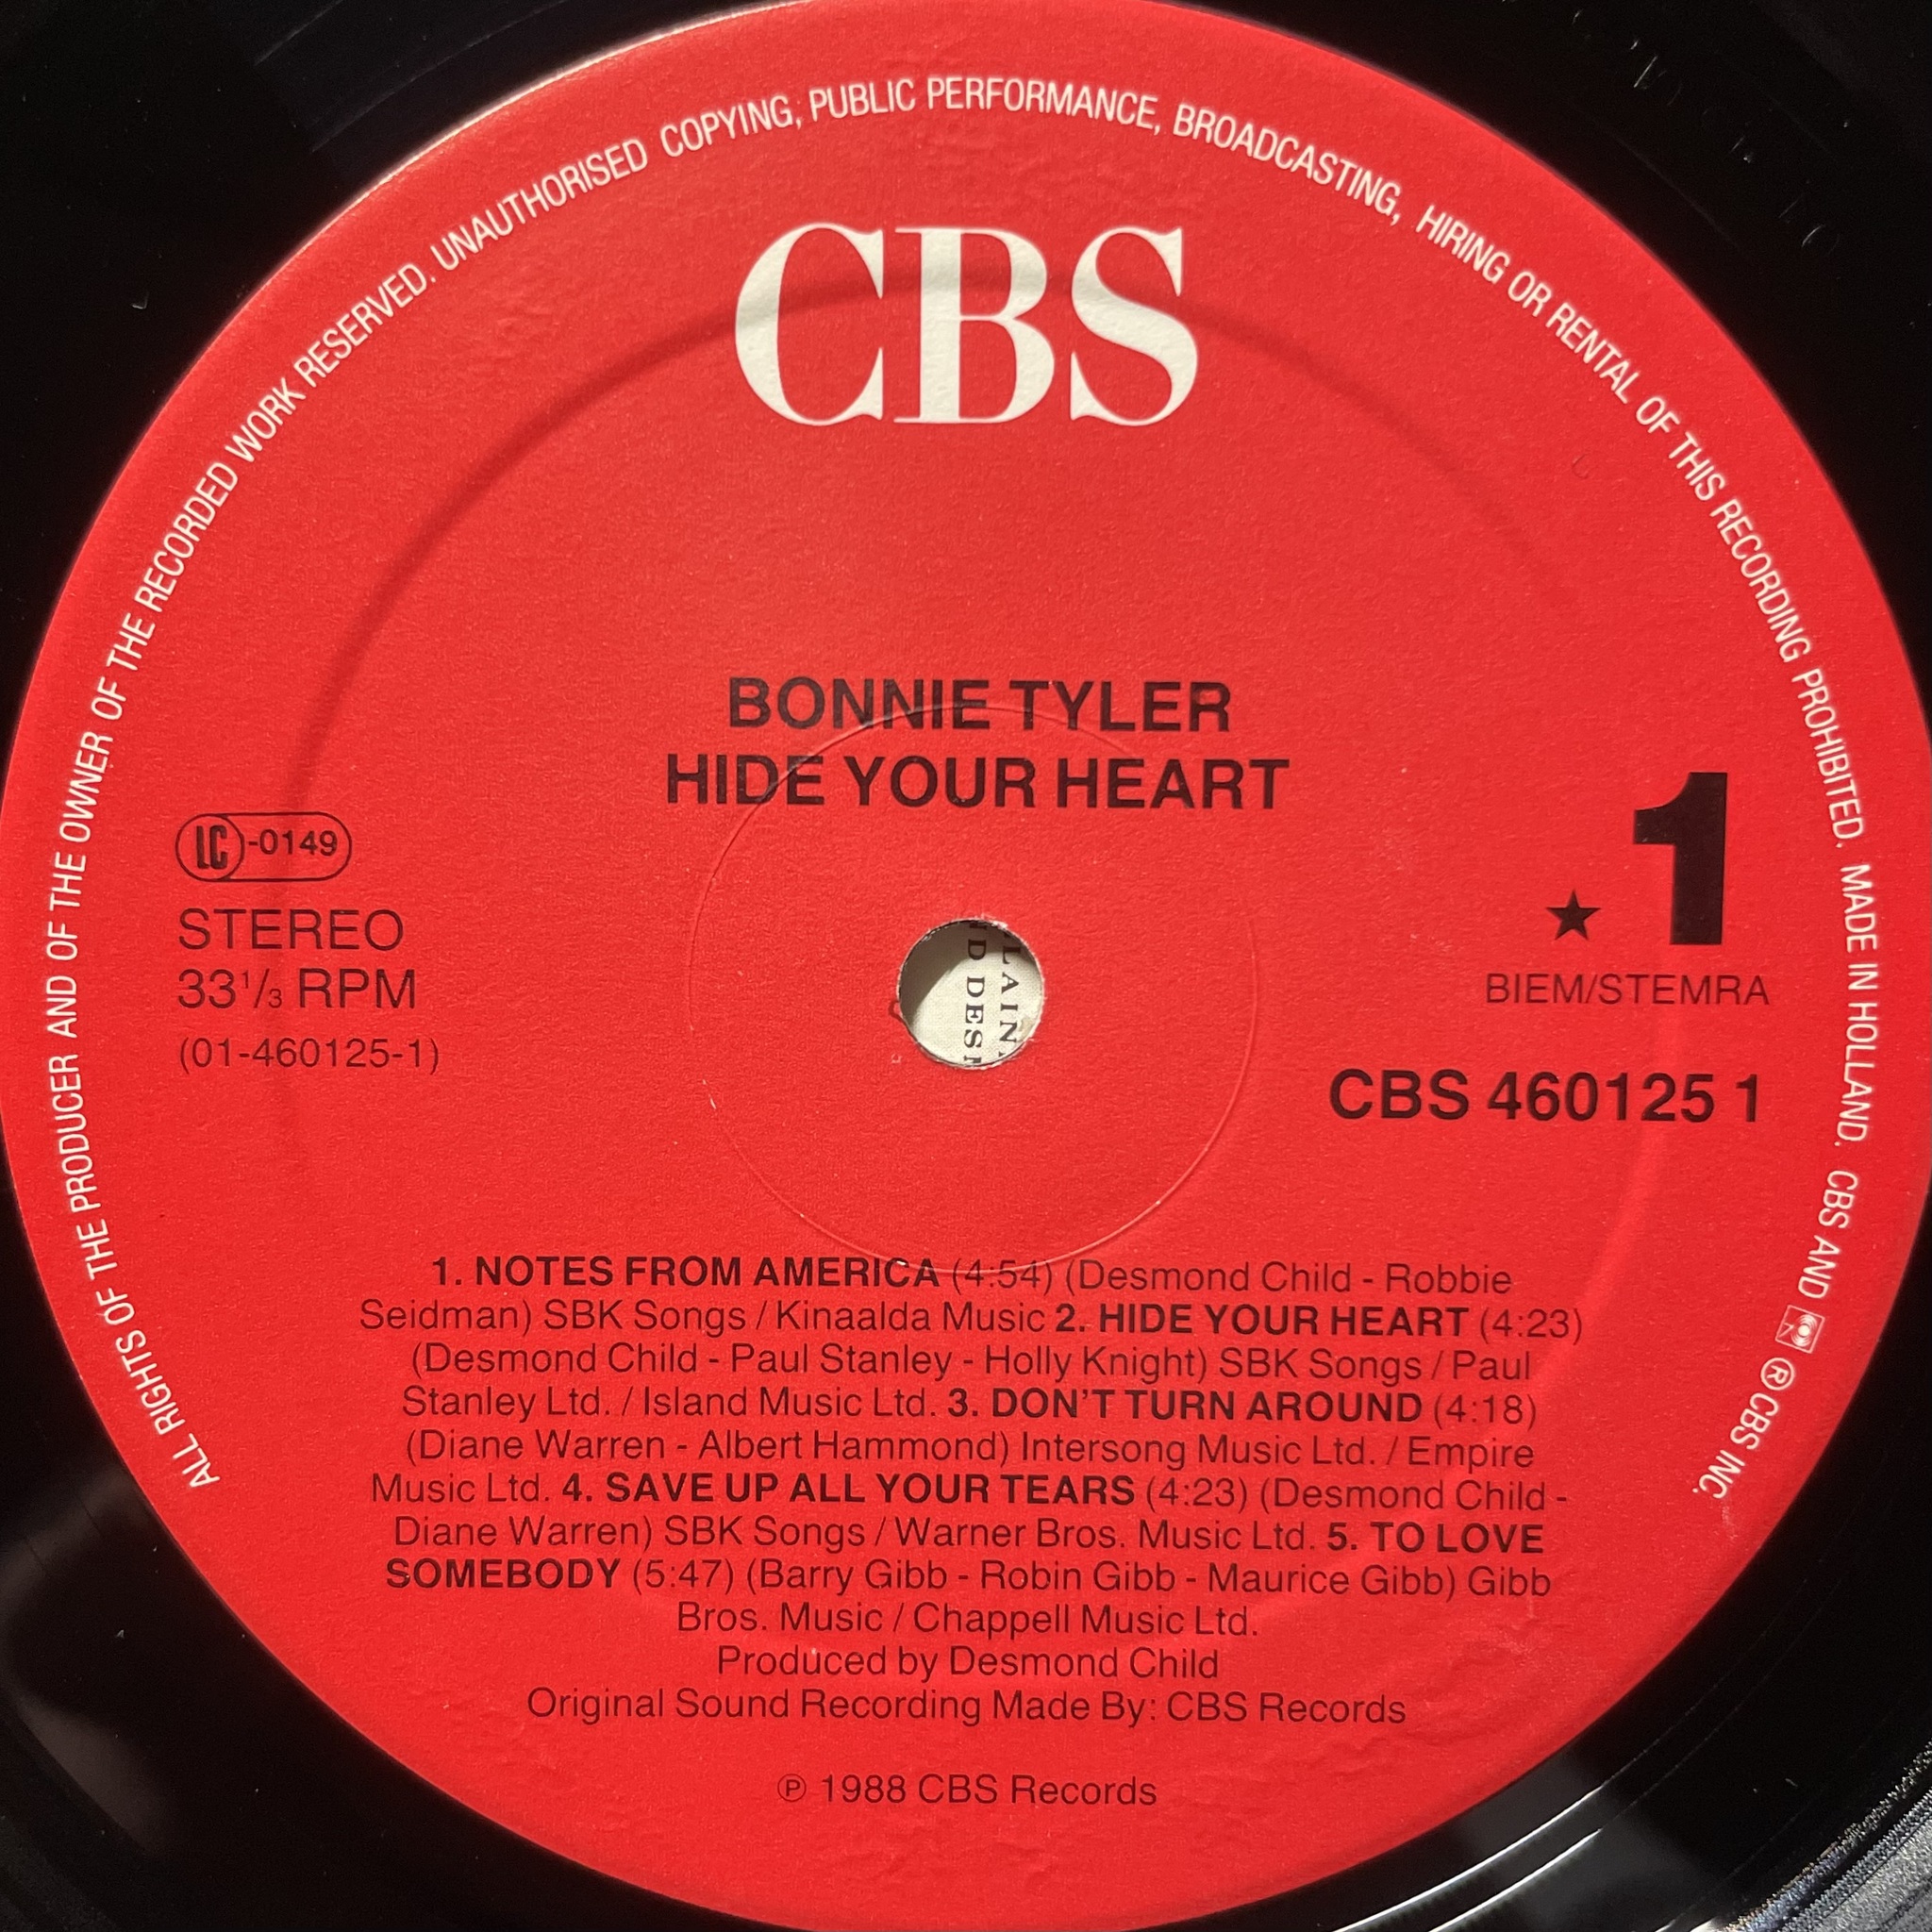 ALL RIGHTS OF THE PRODUCER AND OF THE OWNER OF THE RECORDED WORK RESERVED. UNAUTHORISED COPYING, PUBLIC PERFORMANCE, BROADCASTING, HIRING OR RENTAL OF THIS RECORDING PROHIBITED. MADE IN HOLLAND. CBS AND ® CBS INC.
CBS
BONNIE TYLER
HIDE YOUR HEART
LC-0149
STEREO
33 1/3 RPM
(01-460125-1)
★ 1
BIEM/STEMRA
CBS 460125 1
1. NOTES FROM AMERICA (4:54) (Desmond Child - Robbie
Seidman) SBK Songs / Kinaalda Music 2. HIDE YOUR HEART (4:23)
(Desmond Child - Paul Stanley - Holly Knight) SBK Songs / Paul
Stanley Ltd. / Island Music Ltd. 3. DON'T TURN AROUND (4:18)
(Diane Warren - Albert Hammond) Intersong Music Ltd. / Empire
Music Ltd. 4. SAVE UP ALL YOUR TEARS (4:23) (Desmond Child -
Diane Warren) SBK Songs / Warner Bros. Music Ltd. 5. TO LOVE
SOMEBODY (5:47) (Barry Gibb - Robin Gibb - Maurice Gibb) Gibb
Bros. Music / Chappell Music Ltd.
Produced by Desmond Child
Original Sound Recording Made By: CBS Records
℗ 1988 CBS Records